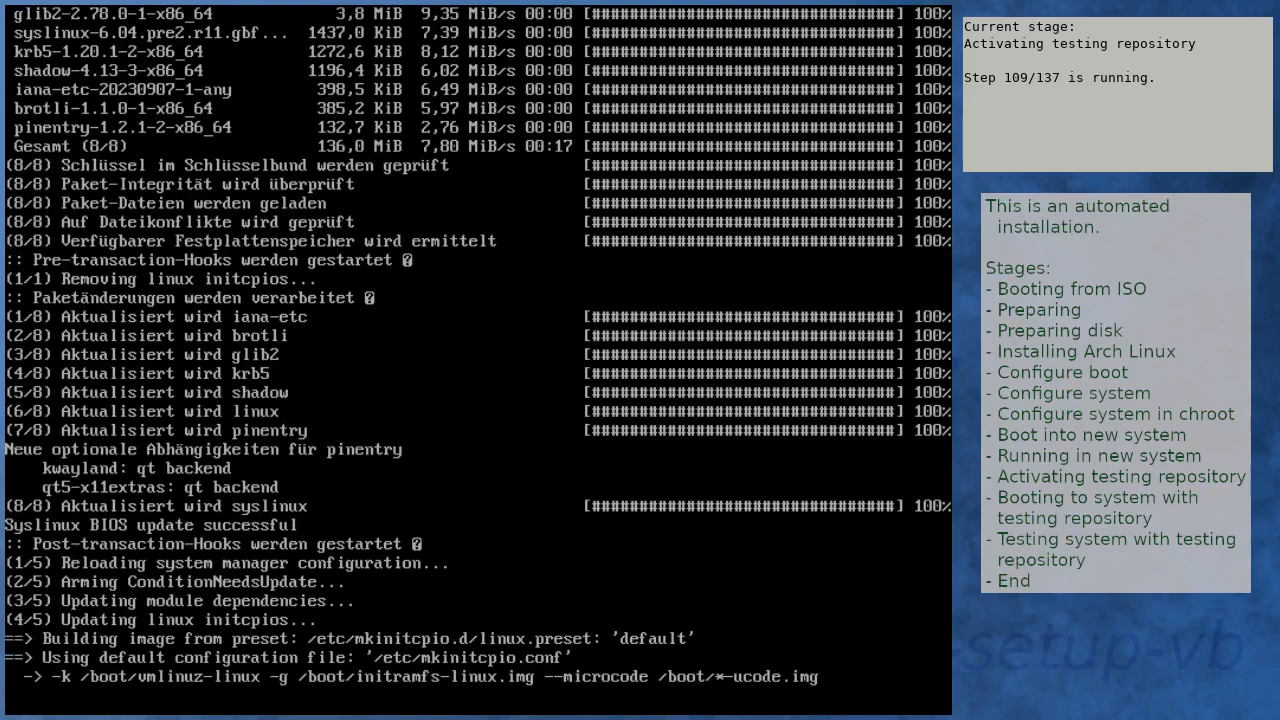 glib2-2.78.0-1-x86_64 3,8 MiB 9,35 MiB/s 00:00 [################################] 100%
syslinux-6.04.pre2.r11.gbf... 1437,0 KiB 7,39 MiB/s 00:00 [################################] 100%
krb5-1.20.1-2-x86_64 1272,6 KiB 8,12 MiB/s 00:00 [################################] 100%
shadow-4.13-3-x86_64 1196,4 KiB 6,02 MiB/s 00:00 [################################] 100%
iana-etc-20230907-1-any 398,5 KiB 6,49 MiB/s 00:00 [################################] 100%
brotli-1.1.0-1-x86_64 385,2 KiB 5,97 MiB/s 00:00 [################################] 100%
pinentry-1.2.1-2-x86_64 132,7 KiB 2,76 MiB/s 00:00 [################################] 100%
Gesamt (8/8) 136,0 MiB 7,80 MiB/s 00:17 [################################] 100%
(8/8) Schlüssel im Schlüsselbund werden geprüft [################################] 100%
(8/8) Paket-Integrität wird überprüft [################################] 100%
(8/8) Paket-Dateien werden geladen [################################] 100%
(8/8) Auf Dateikonflikte wird geprüft [################################] 100%
(8/8) Verfügbarer Festplattenspeicher wird ermittelt [################################] 100%
:: Pre-transaction-Hooks werden gestartet �
(1/1) Removing linux initcpios...
:: Paketänderungen werden verarbeitet �
(1/8) Aktualisiert wird iana-etc [################################] 100%
(2/8) Aktualisiert wird brotli [################################] 100%
(3/8) Aktualisiert wird glib2 [################################] 100%
(4/8) Aktualisiert wird krb5 [################################] 100%
(5/8) Aktualisiert wird shadow [################################] 100%
(6/8) Aktualisiert wird linux [################################] 100%
(7/8) Aktualisiert wird pinentry [################################] 100%
Neue optionale Abhängigkeiten für pinentry
kwayland: qt backend
qt5-x11extras: qt backend
(8/8) Aktualisiert wird syslinux [################################] 100%
Syslinux BIOS update successful
:: Post-transaction-Hooks werden gestartet �
(1/5) Reloading system manager configuration...
(2/5) Arming ConditionNeedsUpdate...
(3/5) Updating module dependencies...
(4/5) Updating linux initcpios...
==> Building image from preset: /etc/mkinitcpio.d/linux.preset: 'default'
==> Using default configuration file: '/etc/mkinitcpio.conf'
-> -k /boot/vmlinuz-linux -g /boot/initramfs-linux.img --microcode /boot/*-ucode.img
Current stage:
Activating testing repository
Step 109/137 is running.
This is an automated
installation.
Stages:
- Booting from ISO
- Preparing
- Preparing disk
- Installing Arch Linux
- Configure boot
- Configure system
- Configure system in chroot
- Boot into new system
- Running in new system
- Activating testing repository
- Booting to system with
testing repository
- Testing system with testing
repository
- End
-setup-vb